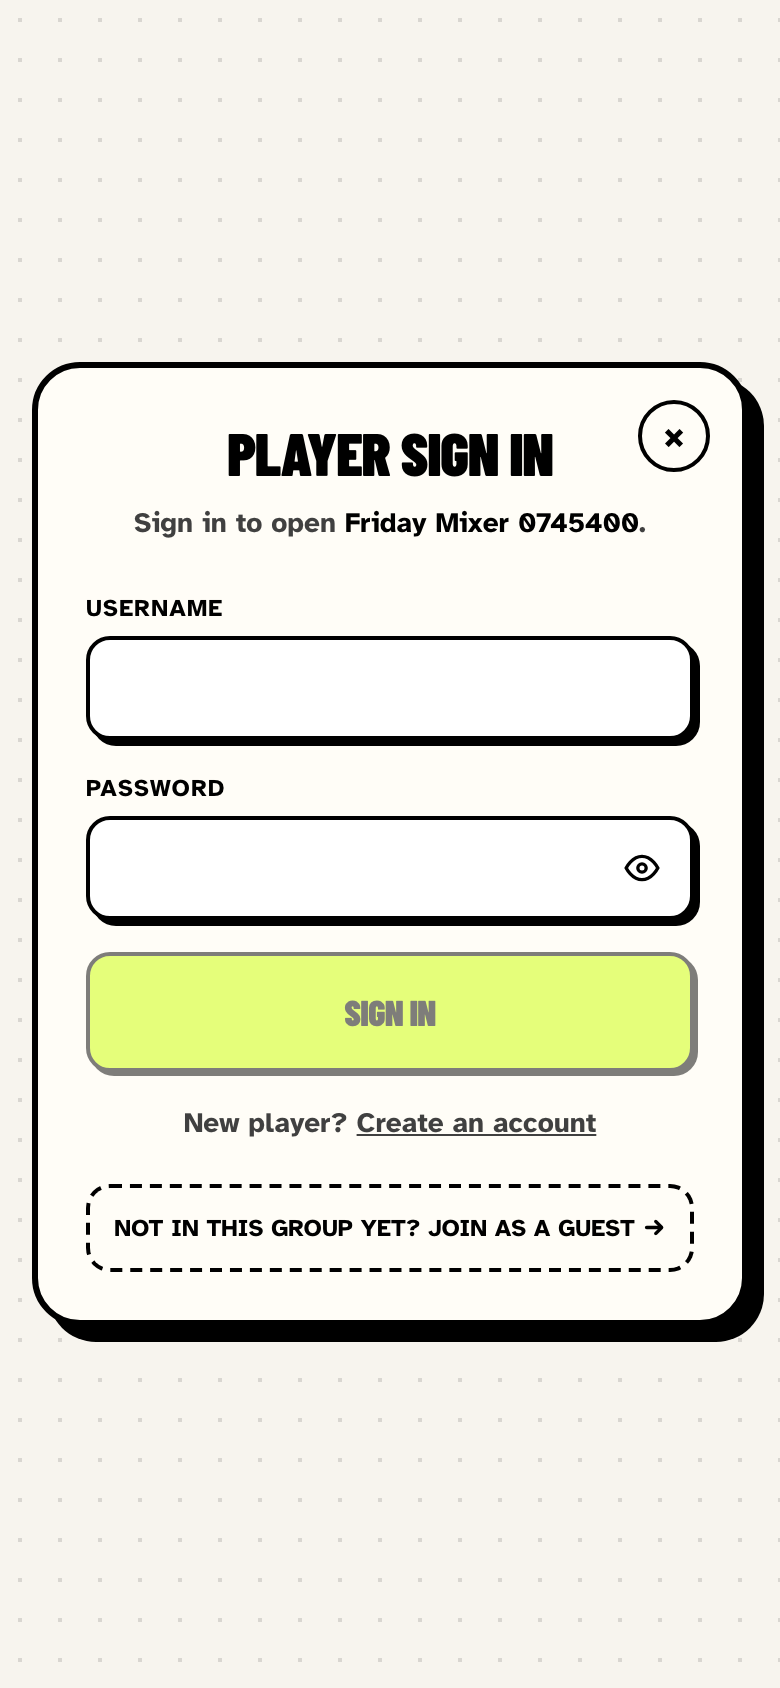 PLAYER SIGN IN
Sign in to open Friday Mixer 0745400.
USERNAME
PASSWORD
SIGN IN
New player? Create an account
NOT IN THIS GROUP YET? JOIN AS A GUEST →